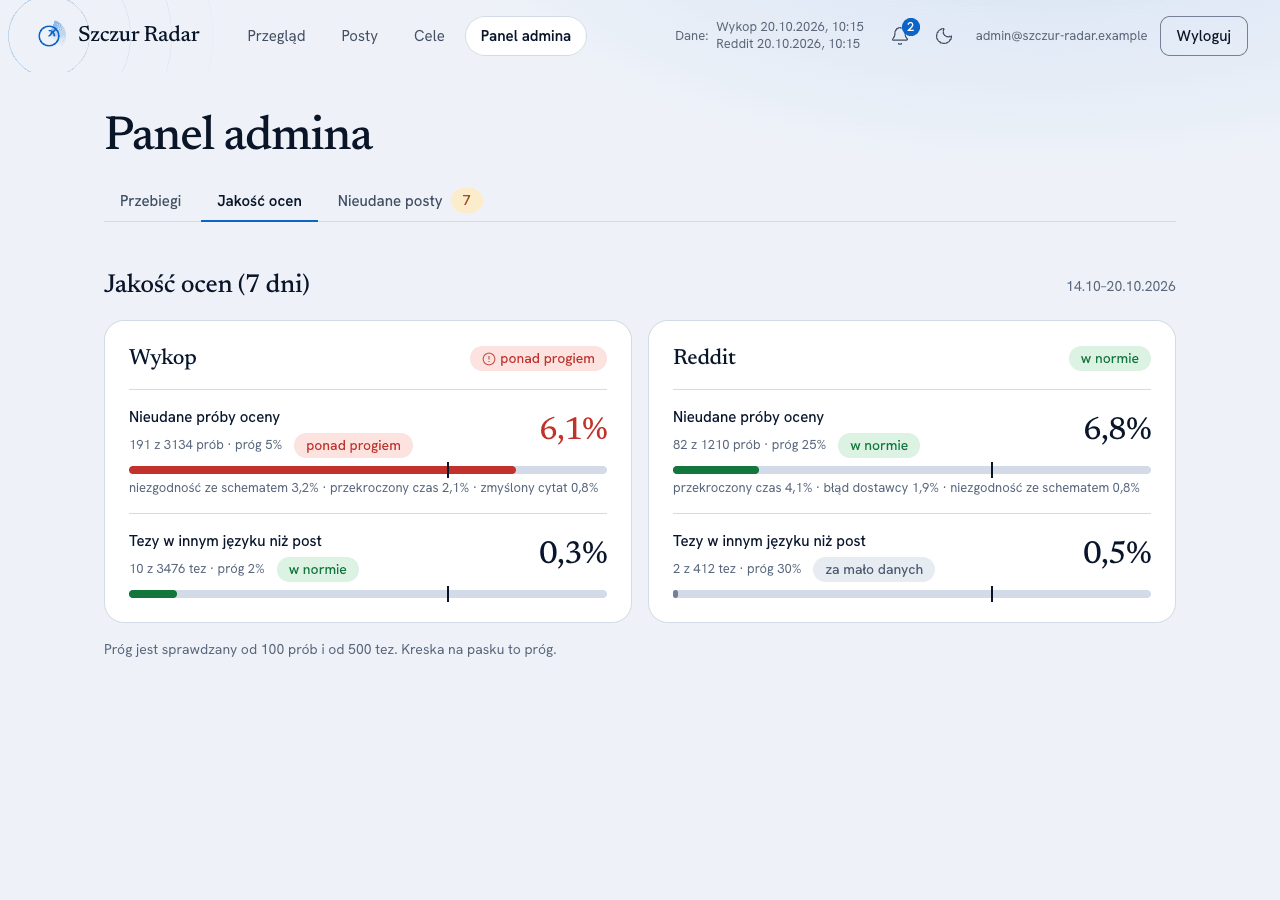 Szczur Radar
Przegląd
Posty
Cele
Panel admina
Dane:
Wykop 20.10.2026, 10:15
Reddit 20.10.2026, 10:15
2
admin@szczur-radar.example
Wyloguj
Panel admina
Przebiegi
Jakość ocen
Nieudane posty 7
Jakość ocen (7 dni)
14.10–20.10.2026
Wykop
ponad progiem
Nieudane próby oceny
6,1%
191 z 3134 prób · próg 5%
ponad progiem
niezgodność ze schematem 3,2% · przekroczony czas 2,1% · zmyślony cytat 0,8%
Tezy w innym języku niż post
0,3%
10 z 3476 tez · próg 2%
w normie
Reddit
w normie
Nieudane próby oceny
6,8%
82 z 1210 prób · próg 25%
w normie
przekroczony czas 4,1% · błąd dostawcy 1,9% · niezgodność ze schematem 0,8%
Tezy w innym języku niż post
0,5%
2 z 412 tez · próg 30%
za mało danych
Próg jest sprawdzany od 100 prób i od 500 tez. Kreska na pasku to próg.